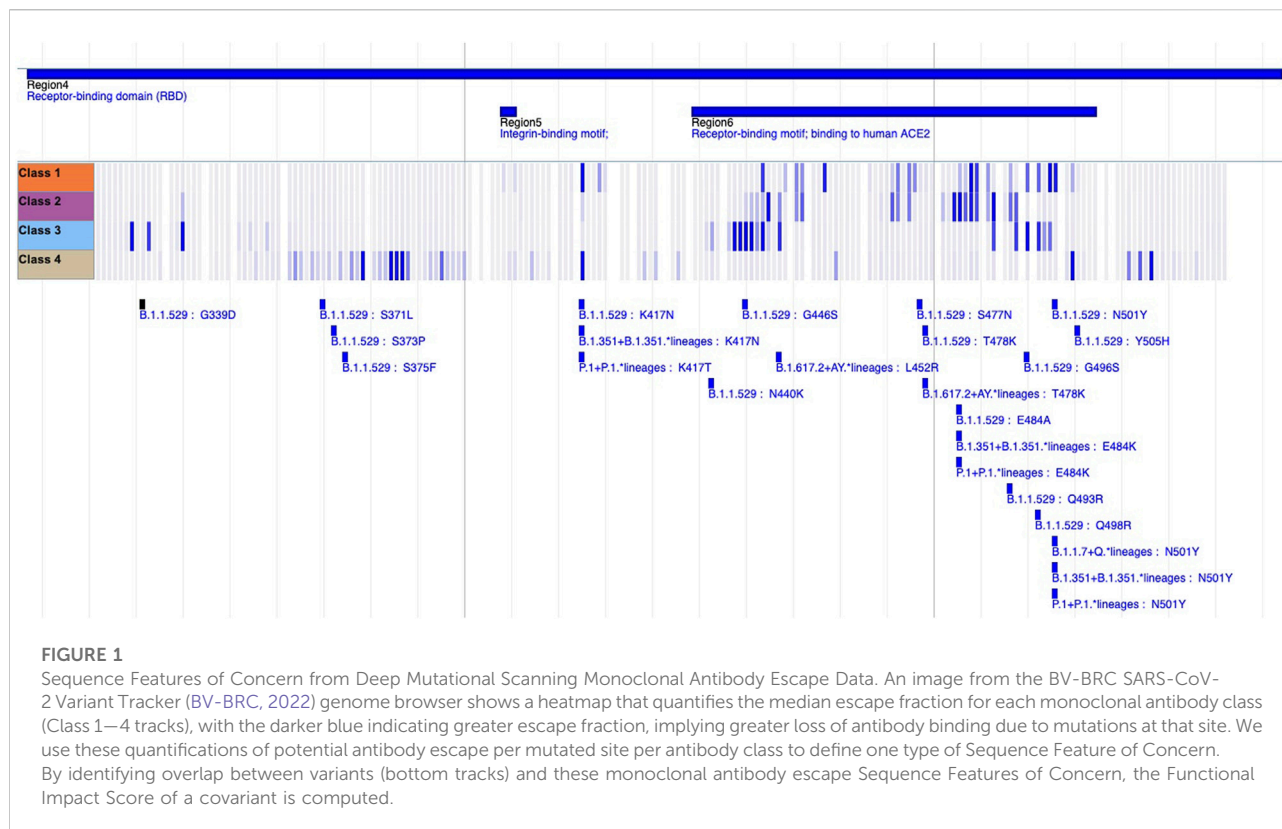 Region4
Receptor-binding domain (RBD)
Region5
Integrin-binding motif;
Region6
Receptor-binding motif; binding to human ACE2
Class 1
Class 2
Class 3
Class 4
B.1.1.529 : G339D
B.1.1.529 : S371L
B.1.1.529 : K417N
B.1.1.529 : G446S
B.1.1.529 : S477N
B.1.1.529 : N501Y
B.1.1.529 : S373P
B.1.351+B.1.351.*lineages : K417N
B.1.1.529 : T478K
B.1.1.529 : Y505H
B.1.1.529 : S375F
P.1+P.1.*lineages : K417T
B.1.617.2+AY.*lineages : L452R
B.1.1.529 : G496S
B.1.1.529 : N440K
B.1.617.2+AY.*lineages : T478K
B.1.1.529 : E484A
B.1.351+B.1.351.*lineages : E484K
P.1+P.1.*lineages : E484K
B.1.1.529 : Q493R
B.1.1.529 : Q498R
B.1.1.7+Q.*lineages : N501Y
B.1.351+B.1.351.*lineages : N501Y
P.1+P.1.*lineages : N501Y
FIGURE 1
Sequence Features of Concern from Deep Mutational Scanning Monoclonal Antibody Escape Data. An image from the BV-BRC SARS-CoV-
2 Variant Tracker (BV-BRC, 2022) genome browser shows a heatmap that quantifies the median escape fraction for each monoclonal antibody class
(Class 1—4 tracks), with the darker blue indicating greater escape fraction, implying greater loss of antibody binding due to mutations at that site. We
use these quantifications of potential antibody escape per mutated site per antibody class to define one type of Sequence Feature of Concern.
By identifying overlap between variants (bottom tracks) and these monoclonal antibody escape Sequence Features of Concern, the Functional
Impact Score of a covariant is computed.